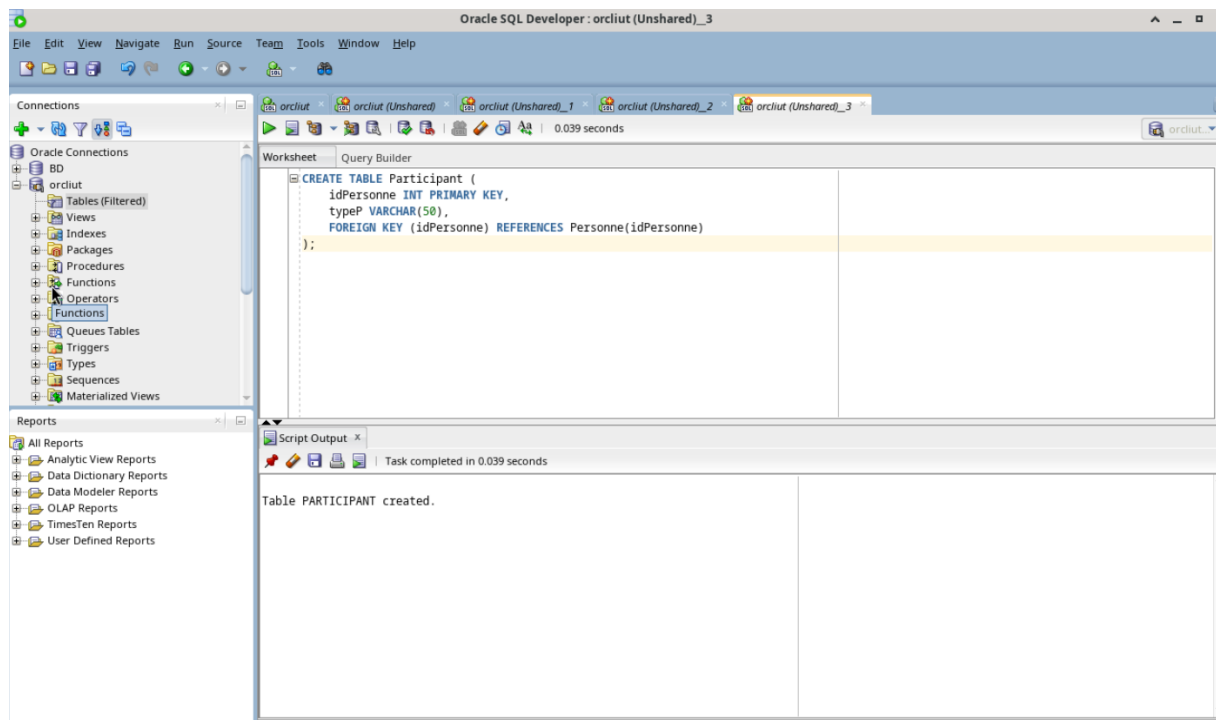 Oracle SQL Developer : orcliut (Unshared)__3
File Edit View Navigate Run Source Team Tools Window Help
Connections
Oracle Connections
BD
orcliut
Tables (Filtered)
Views
Indexes
Packages
Procedures
Functions
Operators
Functions
Queues Tables
Triggers
Types
Sequences
Materialized Views
Reports
All Reports
Analytic View Reports
Data Dictionary Reports
Data Modeler Reports
OLAP Reports
TimesTen Reports
User Defined Reports
orcliut orcliut (Unshared) orcliut (Unshared)__1 orcliut (Unshared)__2 orcliut (Unshared)__3
0.039 seconds
orcliut...
Worksheet Query Builder
CREATE TABLE Participant (
idPersonne INT PRIMARY KEY,
typeP VARCHAR(50),
FOREIGN KEY (idPersonne) REFERENCES Personne(idPersonne)
);
Script Output x
Task completed in 0.039 seconds
Table PARTICIPANT created.